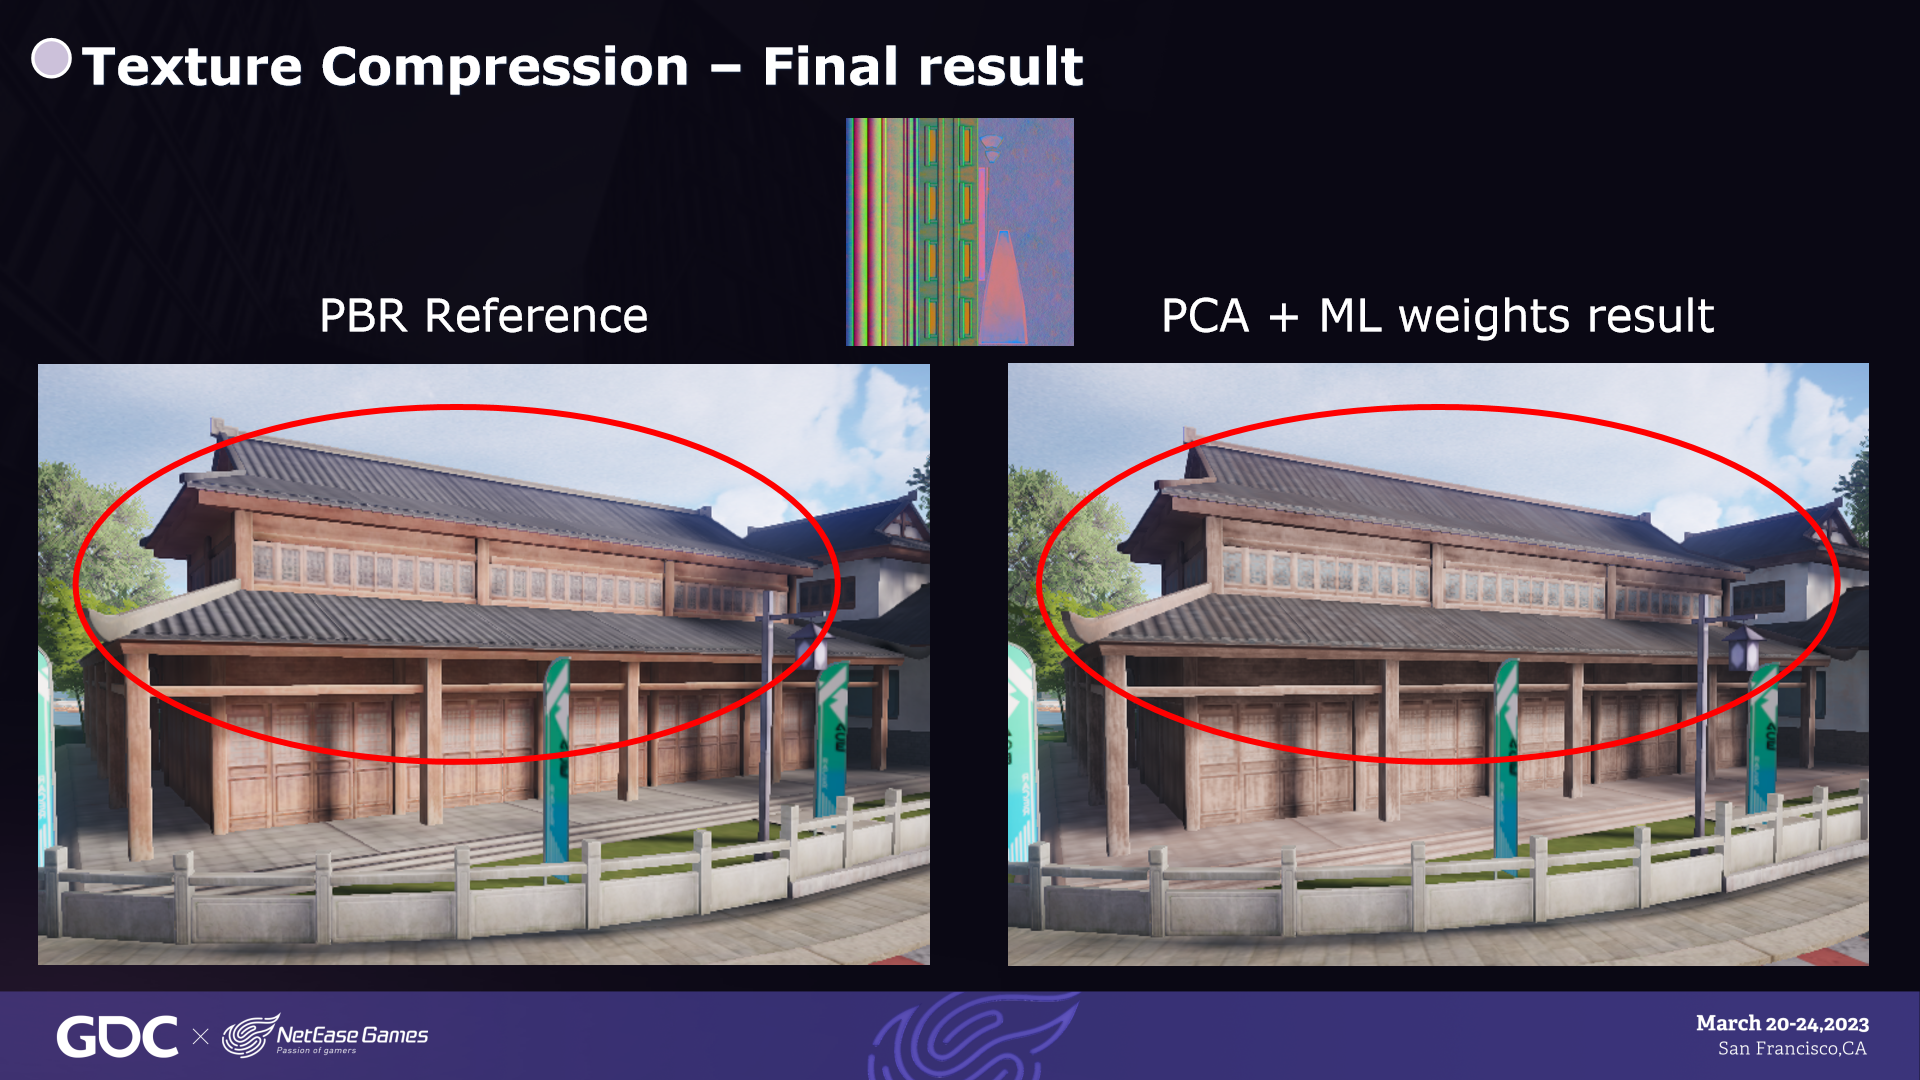 Texture Compression – Final result
PBR Reference
PCA + ML weights result
GDC × NetEase Games
Passion of gamers
March 20-24,2023
San Francisco,CA